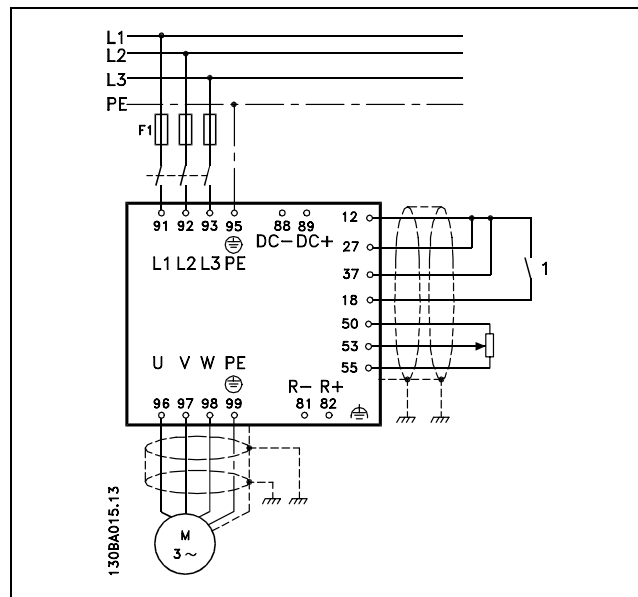 L1
L2
L3
PE
F1
91 92 93 95 88 89 12
DC- DC+
L1 L2 L3 PE
27
37
18
1
50
53
55
U V W PE
R- R+
96 97 98 99 81 82
M
3~
130BA015.13